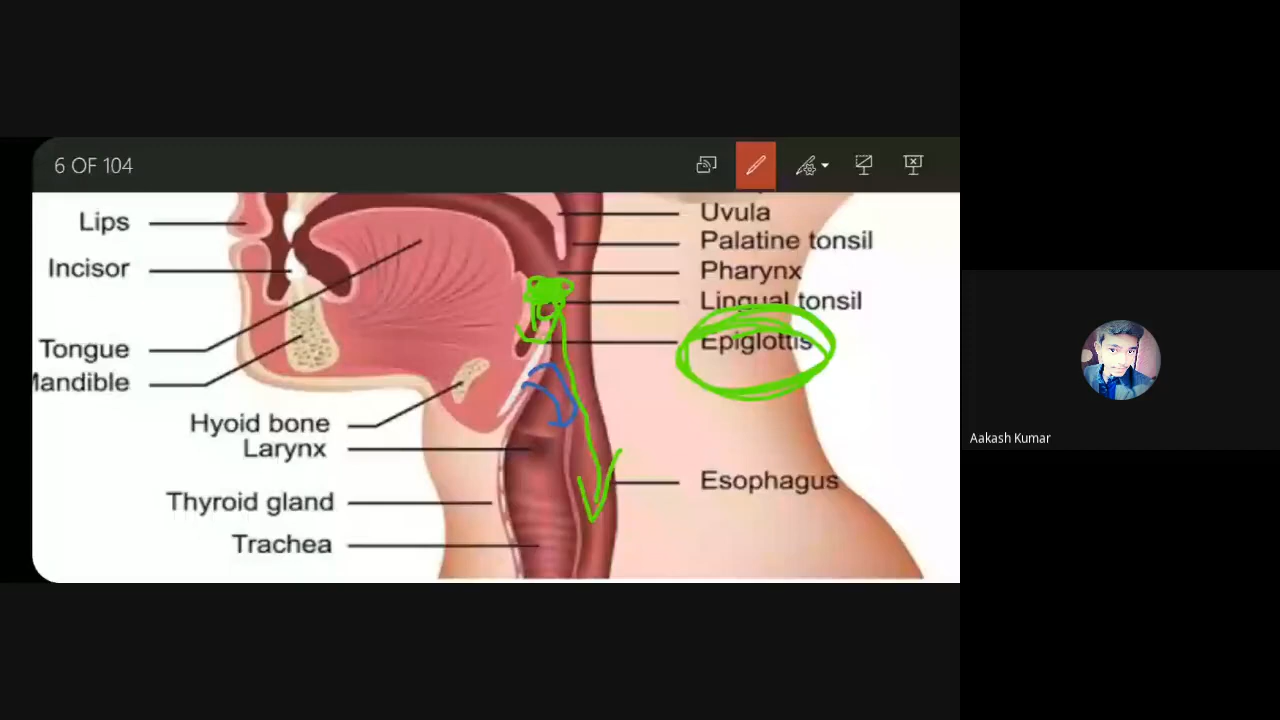 6 OF 104
Lips
Incisor
Tongue
Mandible
Hyoid bone
Larynx
Thyroid gland
Trachea
Uvula
Palatine tonsil
Pharynx
Lingual tonsil
Epiglottis
Esophagus
Aakash Kumar